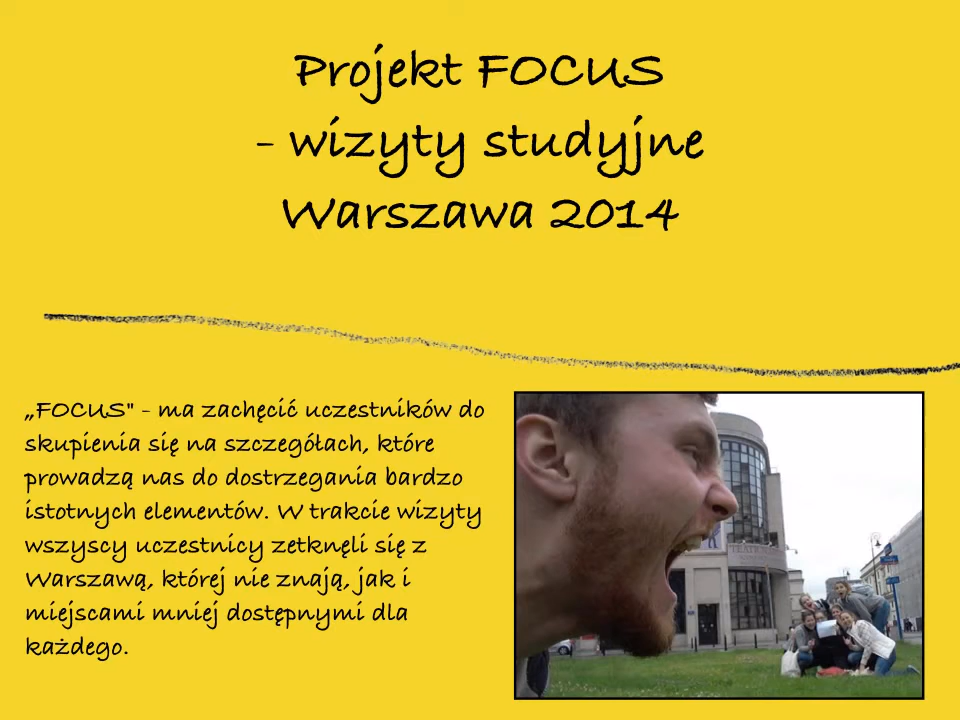 Projekt FOCUS
- wizyty studyjne
Warszawa 2014
„FOCUS" - ma zachęcić uczestników do
skupienia się na szczegółach, które
prowadzą nas do dostrzegania bardzo
istotnych elementów. W trakcie wizyty
wszyscy uczestnicy zetknęli się z
Warszawą, której nie znają, jak i
miejscami mniej dostępnymi dla
każdego.